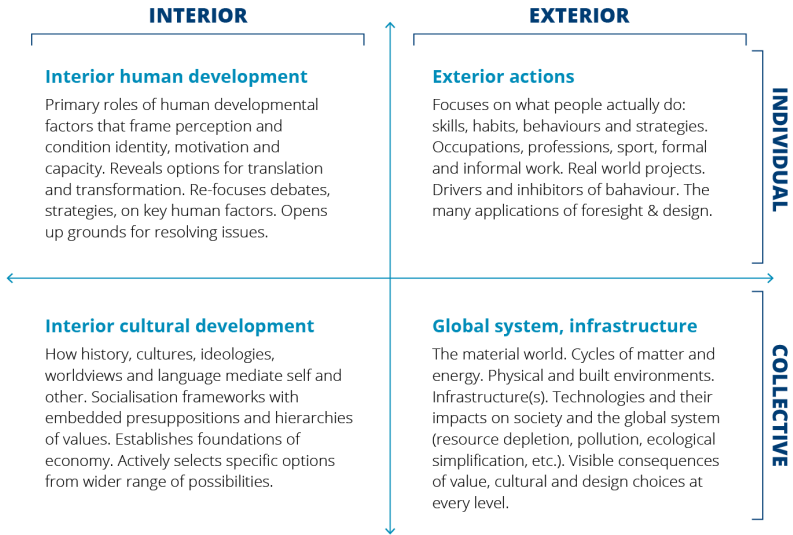 INTERIOR
EXTERIOR
Interior human development
Primary roles of human developmental
factors that frame perception and
condition identity, motivation and
capacity. Reveals options for translation
and transformation. Re-focuses debates,
strategies, on key human factors. Opens
up grounds for resolving issues.
Exterior actions
Focuses on what people actually do:
skills, habits, behaviours and strategies.
Occupations, professions, sport, formal
and informal work. Real world projects.
Drivers and inhibitors of bahaviour. The
many applications of foresight & design.
INDIVIDUAL
Interior cultural development
How history, cultures, ideologies,
worldviews and language mediate self and
other. Socialisation frameworks with
embedded presuppositions and hierarchies
of values. Establishes foundations of
economy. Actively selects specific options
from wider range of possibilities.
Global system, infrastructure
The material world. Cycles of matter and
energy. Physical and built environments.
Infrastructure(s). Technologies and their
impacts on society and the global system
(resource depletion, pollution, ecological
simplification, etc.). Visible consequences
of value, cultural and design choices at
every level.
COLLECTIVE